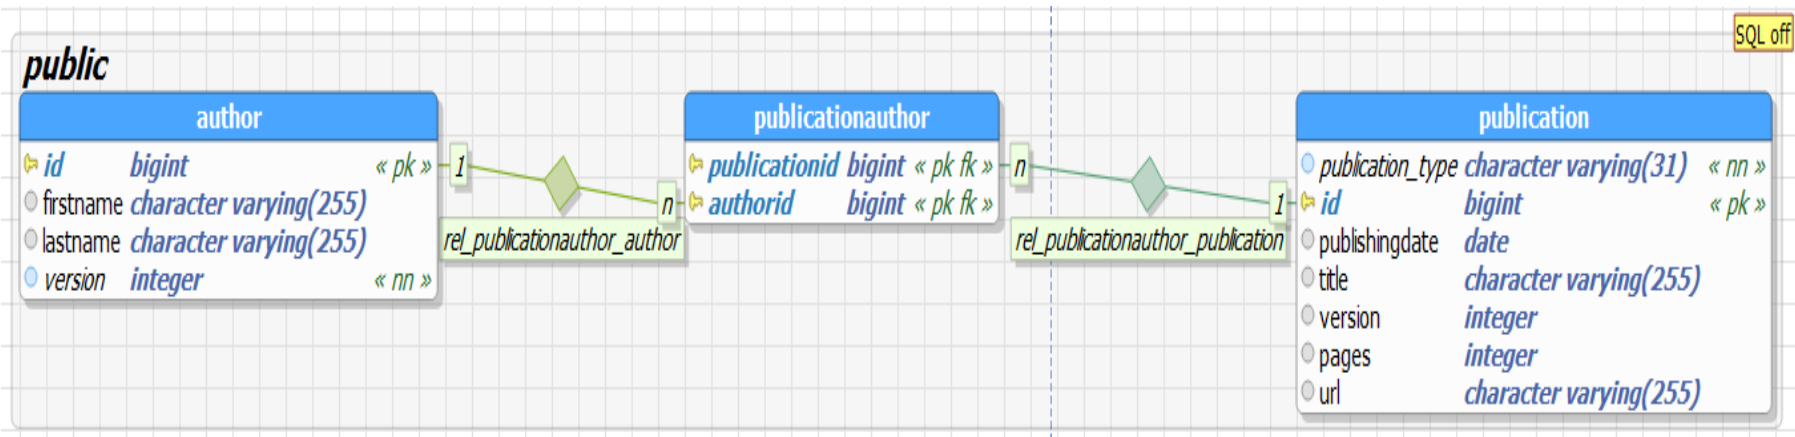 SQL off
public
author
id bigint « pk »
firstname character varying(255)
lastname character varying(255)
version integer « nn »
1
n
rel_publicationauthor_author
publicationauthor
publicationid bigint « pk fk »
authorid bigint « pk fk »
n
1
rel_publicationauthor_publication
publication
publication_type character varying(31) « nn »
id bigint « pk »
publishingdate date
title character varying(255)
version integer
pages integer
url character varying(255)